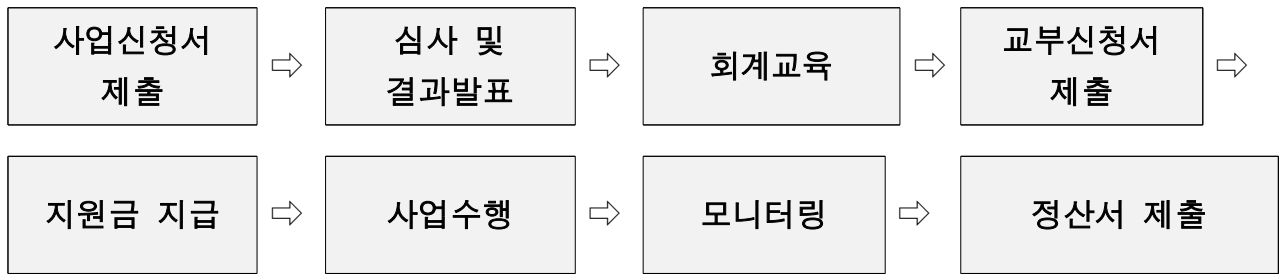 사업신청서
제출
⇨
심사 및
결과발표
⇨
회계교육
⇨
교부신청서
제출
⇨
지원금 지급
⇨
사업수행
⇨
모니터링
⇨
정산서 제출